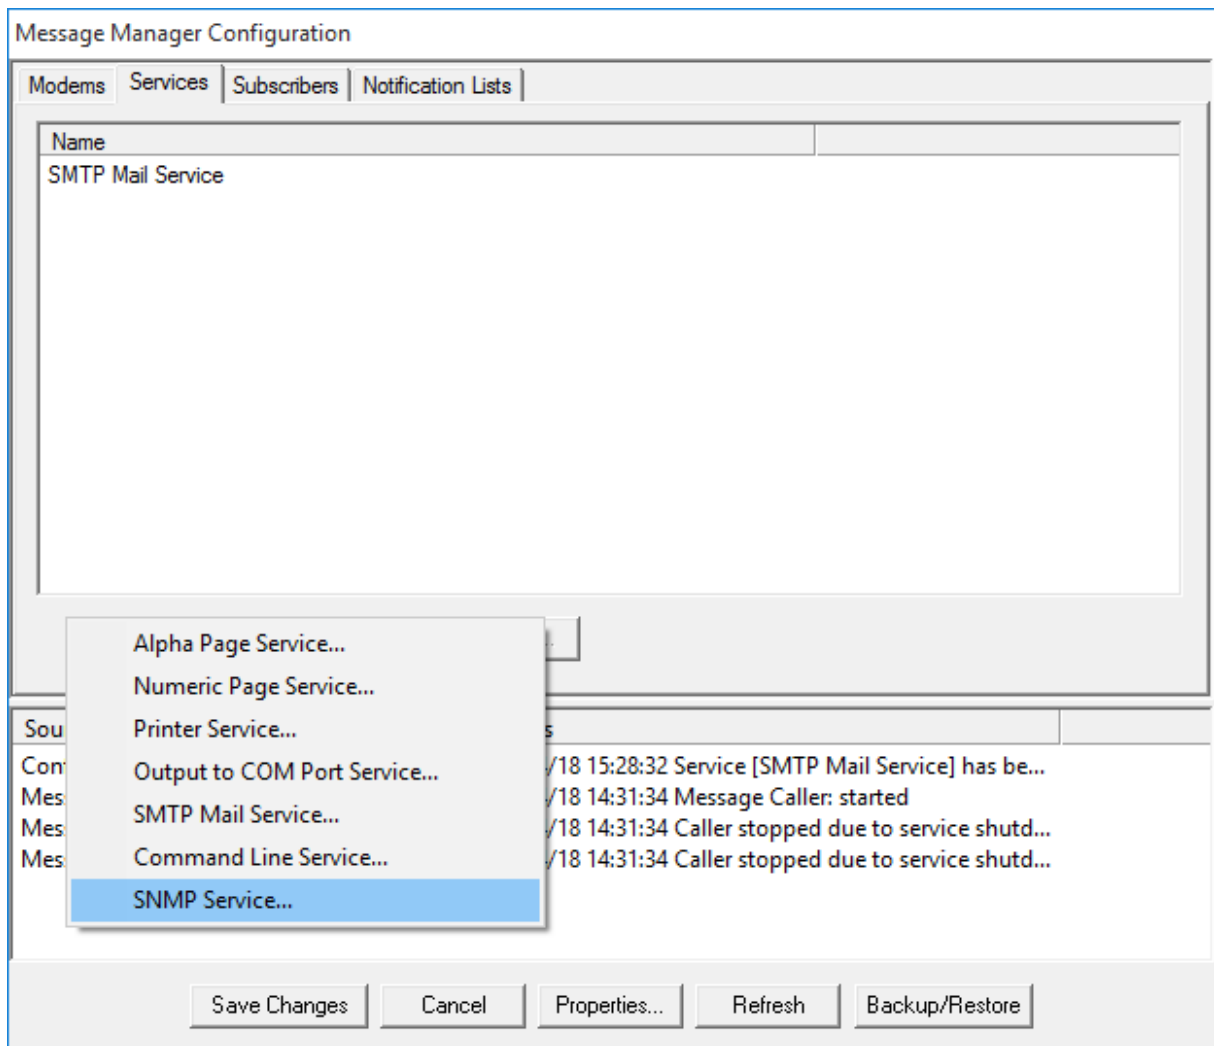 Message Manager Configuration
Modems Services Subscribers Notification Lists
Name
SMTP Mail Service
Alpha Page Service...
Numeric Page Service...
Printer Service...
Output to COM Port Service...
SMTP Mail Service...
Command Line Service...
SNMP Service...
Sou s
Con /18 15:28:32 Service [SMTP Mail Service] has be...
Mes /18 14:31:34 Message Caller: started
Mes /18 14:31:34 Caller stopped due to service shutd...
Mes /18 14:31:34 Caller stopped due to service shutd...
Save Changes Cancel Properties... Refresh Backup/Restore